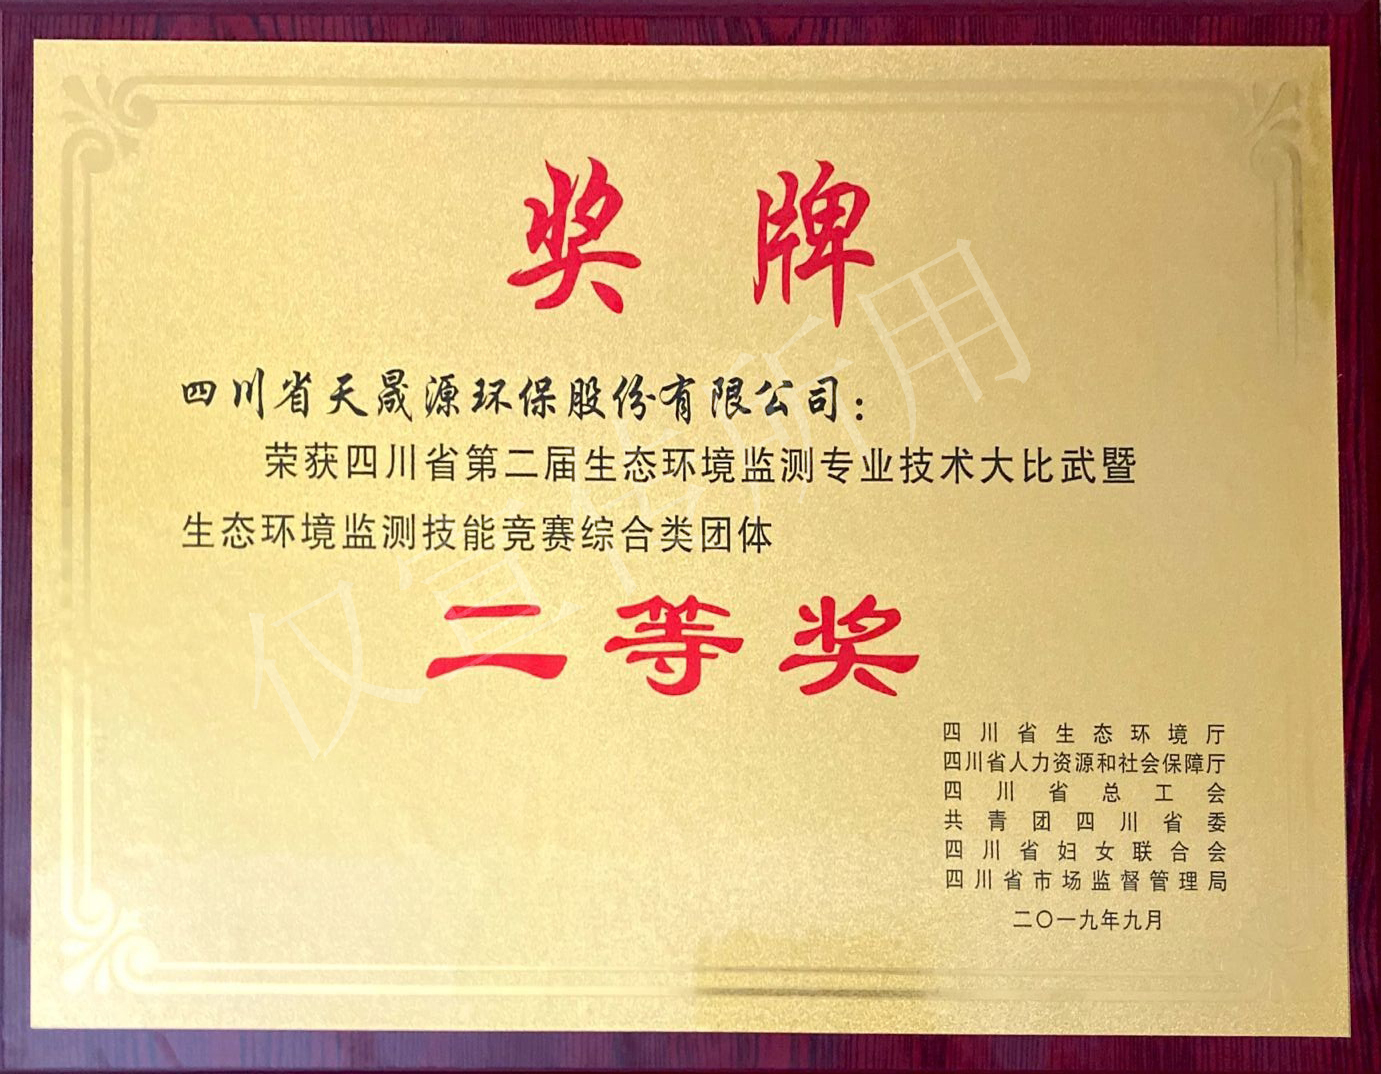 奖 牌
四川省天晟源环保股份有限公司：
荣获四川省第二届生态环境监测专业技术大比武暨
生态环境监测技能竞赛综合类团体
二等奖
四川省生态环境厅
四川省人力资源和社会保障厅
四川省总工会
共青团四川省委
四川省妇女联合会
四川省市场监督管理局
二〇一九年九月
仅宣传所用